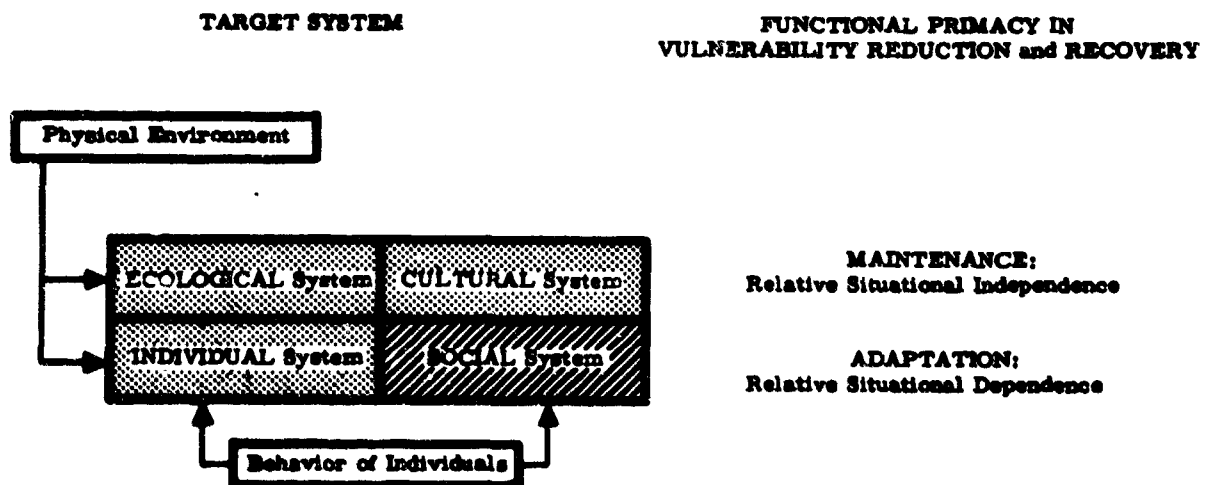 TARGET SYSTEM
FUNCTIONAL PRIMACY IN
VULNERABILITY REDUCTION and RECOVERY
Physical Environment
ECOLOGICAL System
CULTURAL System
MAINTENANCE:
Relative Situational Independence
INDIVIDUAL System
SOCIAL System
ADAPTATION:
Relative Situational Dependence
Behavior of Individuals